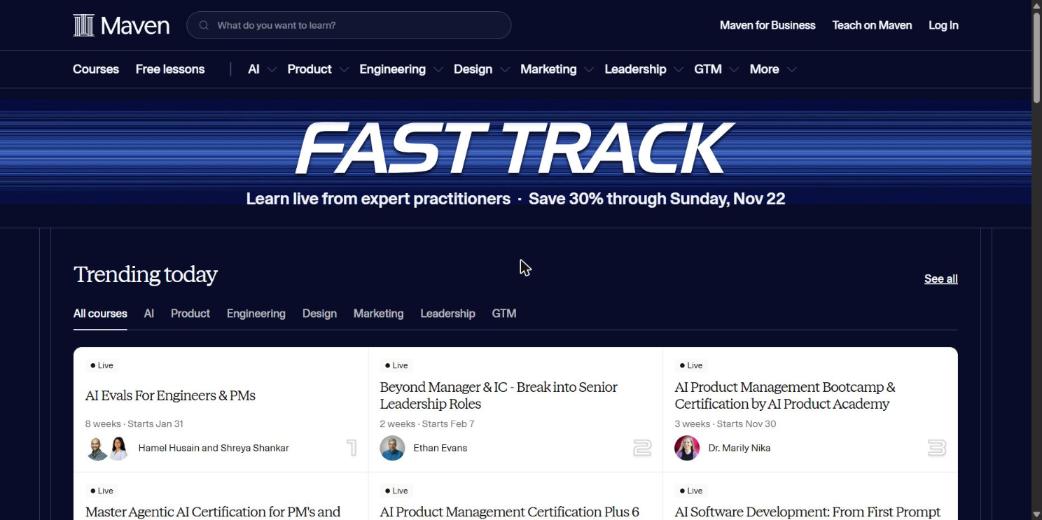 Maven
What do you want to learn?
Maven for Business
Teach on Maven
Log In
Courses
Free lessons
AI
Product
Engineering
Design
Marketing
Leadership
GTM
More
FAST TRACK
Learn live from expert practitioners · Save 30% through Sunday, Nov 22
Trending today
See all
All courses
AI
Product
Engineering
Design
Marketing
Leadership
GTM
Live
AI Evals For Engineers & PMs
8 weeks · Starts Jan 31
Hamel Husain and Shreya Shankar
1
Live
Beyond Manager & IC - Break into Senior
Leadership Roles
2 weeks · Starts Feb 7
Ethan Evans
2
Live
AI Product Management Bootcamp &
Certification by AI Product Academy
3 weeks · Starts Nov 30
Dr. Marily Nika
3
Live
Master Agentic AI Certification for PM's and
Live
AI Product Management Certification Plus 6
Live
AI Software Development: From First Prompt